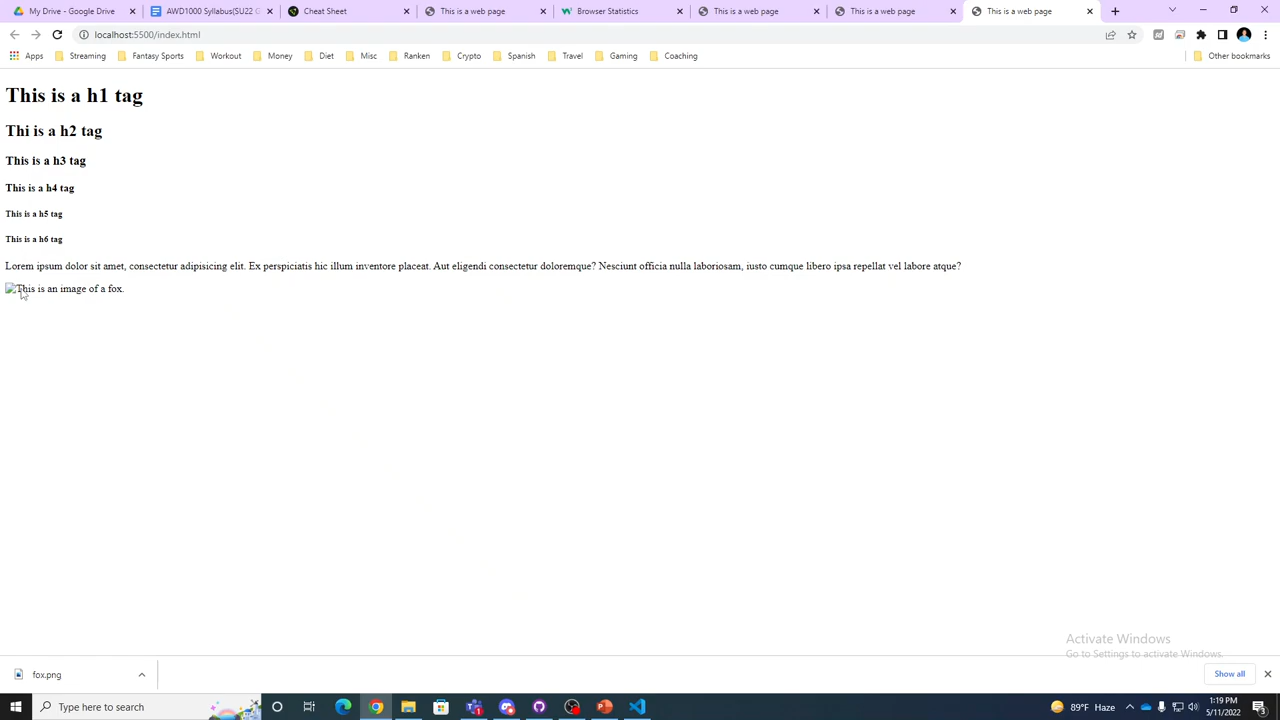 My Drive - Google Drive
AWD1000 Syllabus(SU22 G
Cheat Sheet
This is a web page
Browser Statistics
This is a web page
This is a web page
This is a web page
localhost:5500/index.html
Apps
Streaming
Fantasy Sports
Workout
Money
Diet
Misc
Ranken
Crypto
Spanish
Travel
Gaming
Coaching
Other bookmarks
This is a h1 tag
Thi is a h2 tag
This is a h3 tag
This is a h4 tag
This is a h5 tag
This is a h6 tag
Lorem ipsum dolor sit amet, consectetur adipisicing elit. Ex perspiciatis hic illum inventore placeat. Aut eligendi consectetur doloremque? Nesciunt officia nulla laboriosam, iusto cumque libero ipsa repellat vel labore atque?
This is an image of a fox.
Activate Windows
Go to Settings to activate Windows.
fox.png
Show all
Type here to search
89°F Haze
1:19 PM
5/11/2022